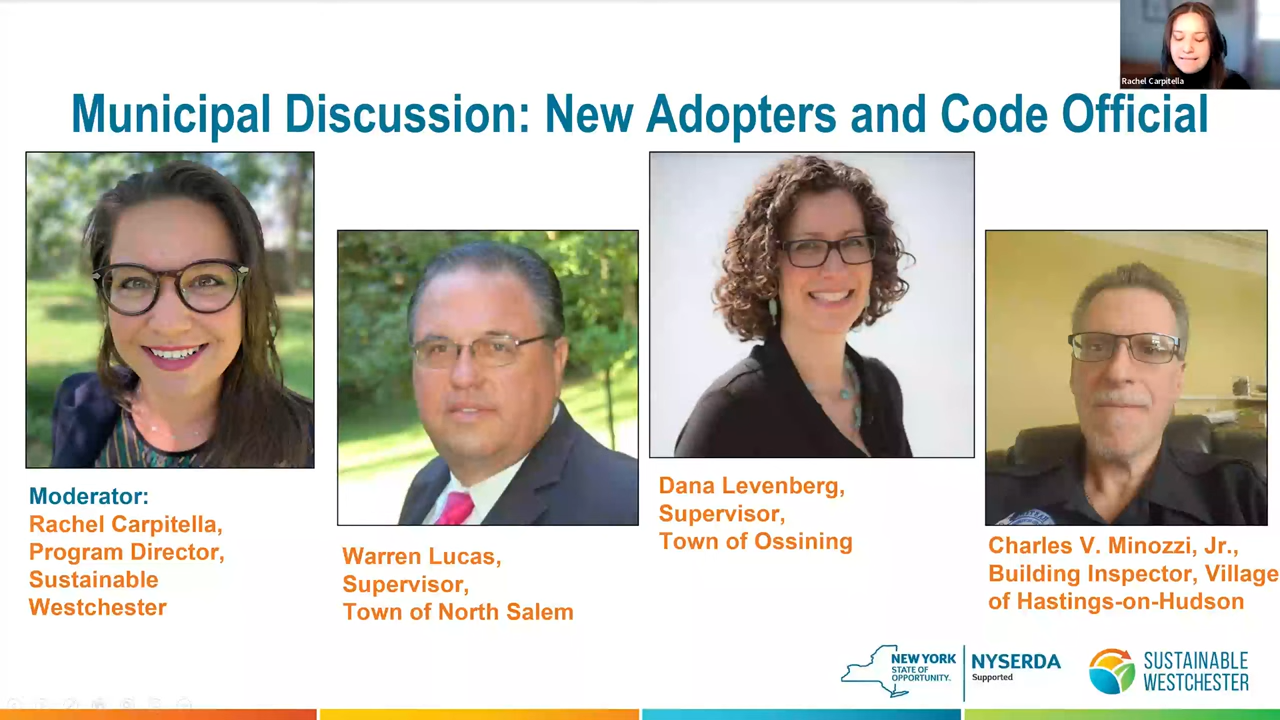 Rachel Carpitella
Municipal Discussion: New Adopters and Code Official
Moderator:
Rachel Carpitella,
Program Director,
Sustainable
Westchester
Warren Lucas,
Supervisor,
Town of North Salem
Dana Levenberg,
Supervisor,
Town of Ossining
Charles V. Minozzi, Jr.,
Building Inspector, Village
of Hastings-on-Hudson
NEW YORK
STATE OF
OPPORTUNITY.
NYSERDA
Supported
SUSTAINABLE
WESTCHESTER